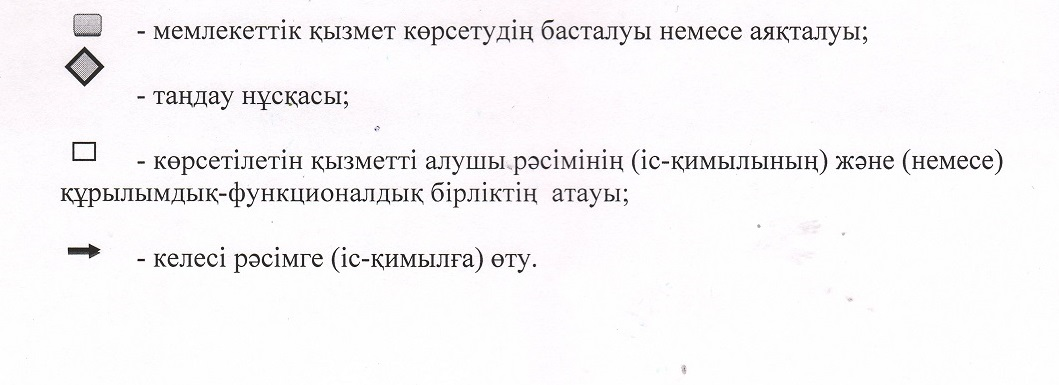 - мемлекеттік қызмет көрсетудің басталуы немесе аяқталуы;
- таңдау нұсқасы;
- көрсетілетін қызметті алушы рәсімінің (іс-қимылының) және (немесе)
құрылымдық-функционалдық бірліктің атауы;
- келесі рәсімге (іс-қимылға) өту.